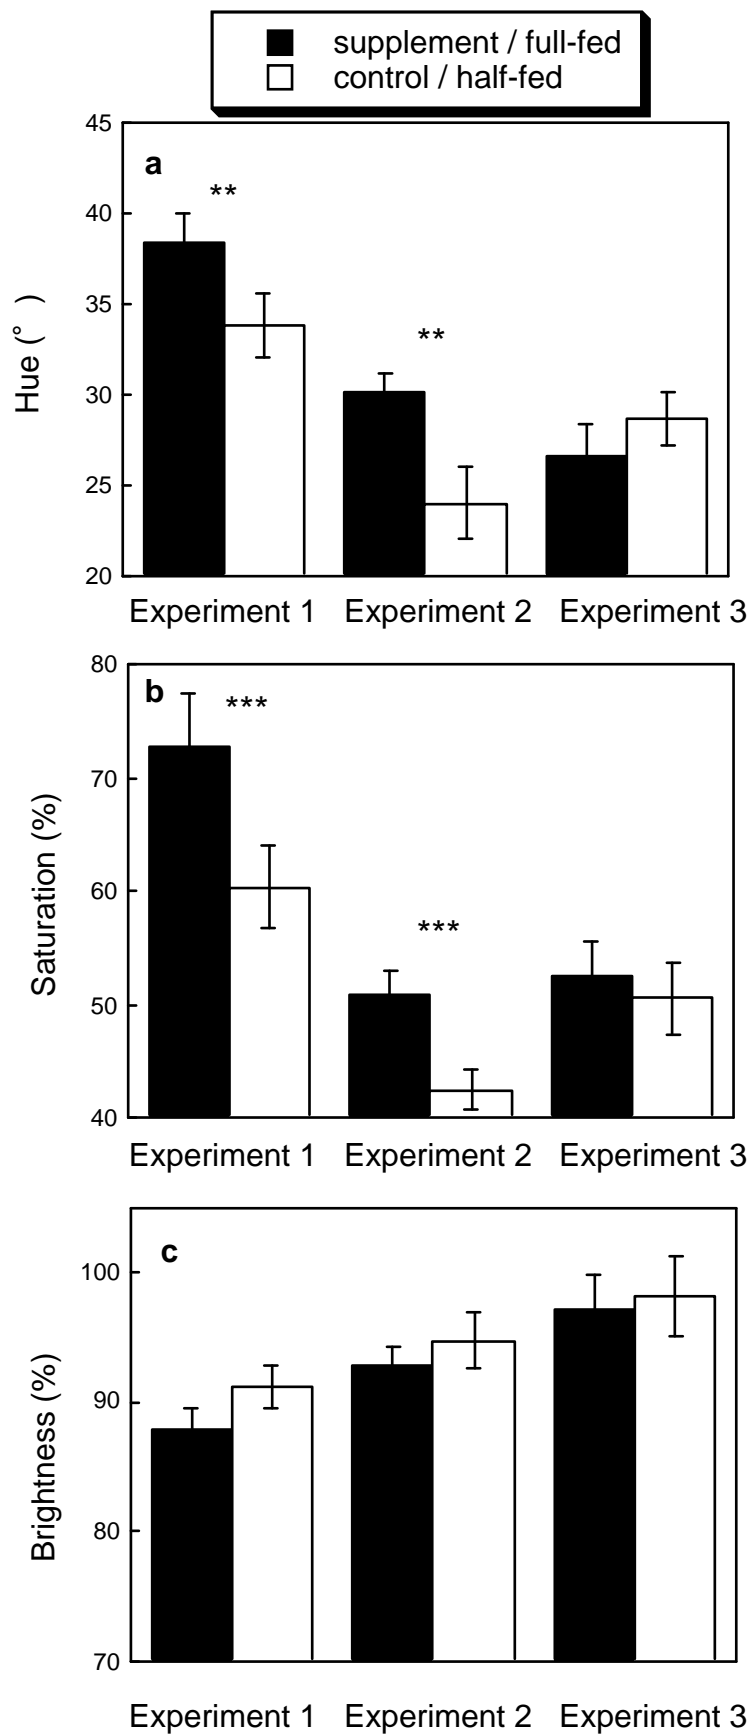 supplement / full-fed
control / half-fed
45
a
**
40
Hue (° )
35
**
30
25
20
Experiment 1 Experiment 2 Experiment 3
80
b
***
70
Saturation (%)
60
***
50
40
Experiment 1 Experiment 2 Experiment 3
c
100
Brightness (%)
90
80
70
Experiment 1 Experiment 2 Experiment 3